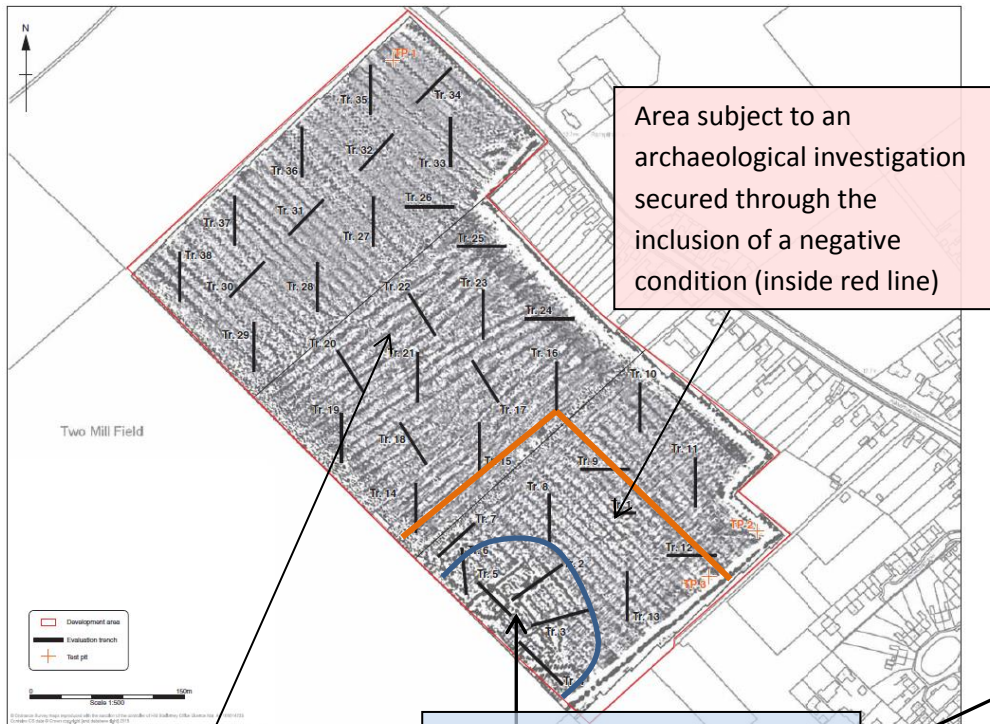 N
TP-1
Tr. 35
Tr. 34
Area subject to an
archaeological investigation
secured through the
inclusion of a negative
condition (inside red line)
Tr. 36
Tr. 32
Tr. 33
Tr. 31
Tr. 26
Tr. 37
Tr. 27
Tr. 25
Tr. 38
Tr. 30
Tr. 28
Tr. 22
Tr. 23
Tr. 24
Tr. 29
Tr. 20
Tr. 21
Tr. 16
Tr. 10
Tr. 17
Tr. 19
Two Mill Field
Tr. 18
Tr. 15
Tr. 9
Tr. 11
Tr. 14
Tr. 8
Tr. 7
TP-2
Tr. 6
Tr. 12
Tr. 5
TP-3
Tr. 13
Tr. 3
Development area
Evaluation trench
Test pit
0
150m
Scale 1:500